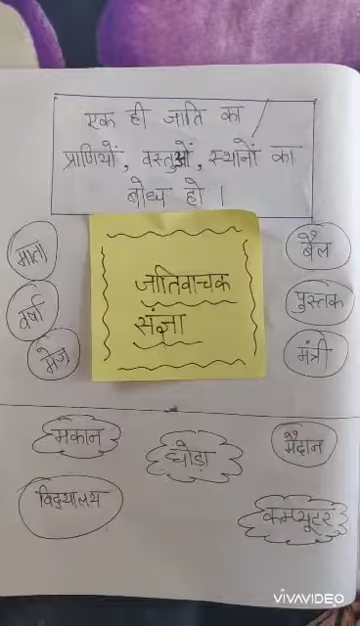 एक ही जाति का
प्राणियों, वस्तुओं, स्थानों का
बोध हो ।
माता
वर्षा
मेज
जातिवाचक
संज्ञा
बैल
पुस्तक
मंत्री
मकान
घोड़ा
मैदान
विद्यालय
कम्प्यूटर
VIVAVIDEO